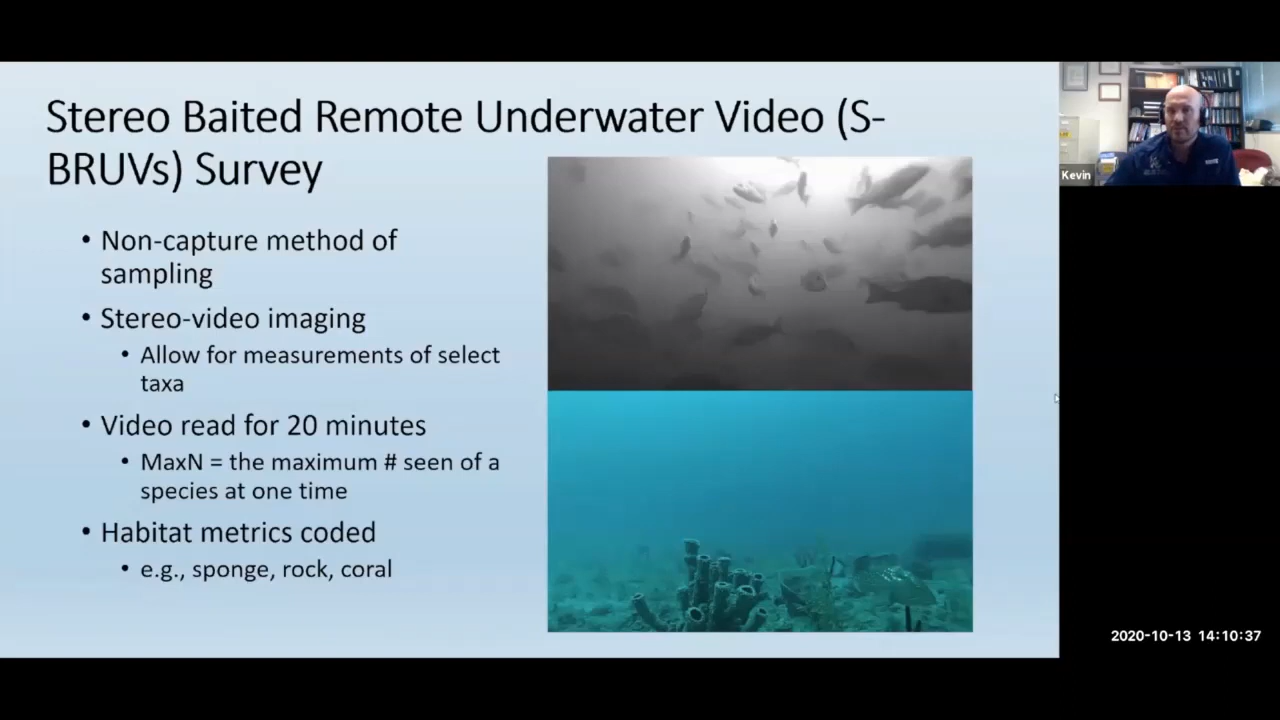 Stereo Baited Remote Underwater Video (S-
BRUVs) Survey
• Non-capture method of
sampling
• Stereo-video imaging
• Allow for measurements of select
taxa
• Video read for 20 minutes
• MaxN = the maximum # seen of a
species at one time
• Habitat metrics coded
• e.g., sponge, rock, coral
Kevin
2020-10-13 14:10:37